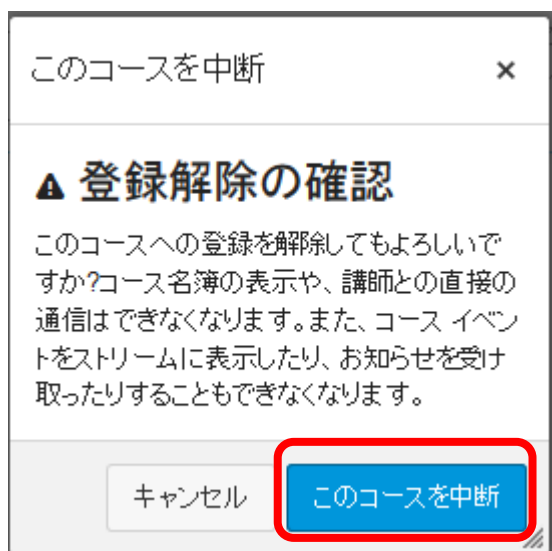 このコースを中断 ×
登録解除の確認
このコースへの登録を解除してもよろしいで
すか?コース名簿の表示や、講師との直接の
通信はできなくなります。また、コース イベン
トをストリームに表示したり、お知らせを受け
取ったりすることもできなくなります。
キャンセル このコースを中断